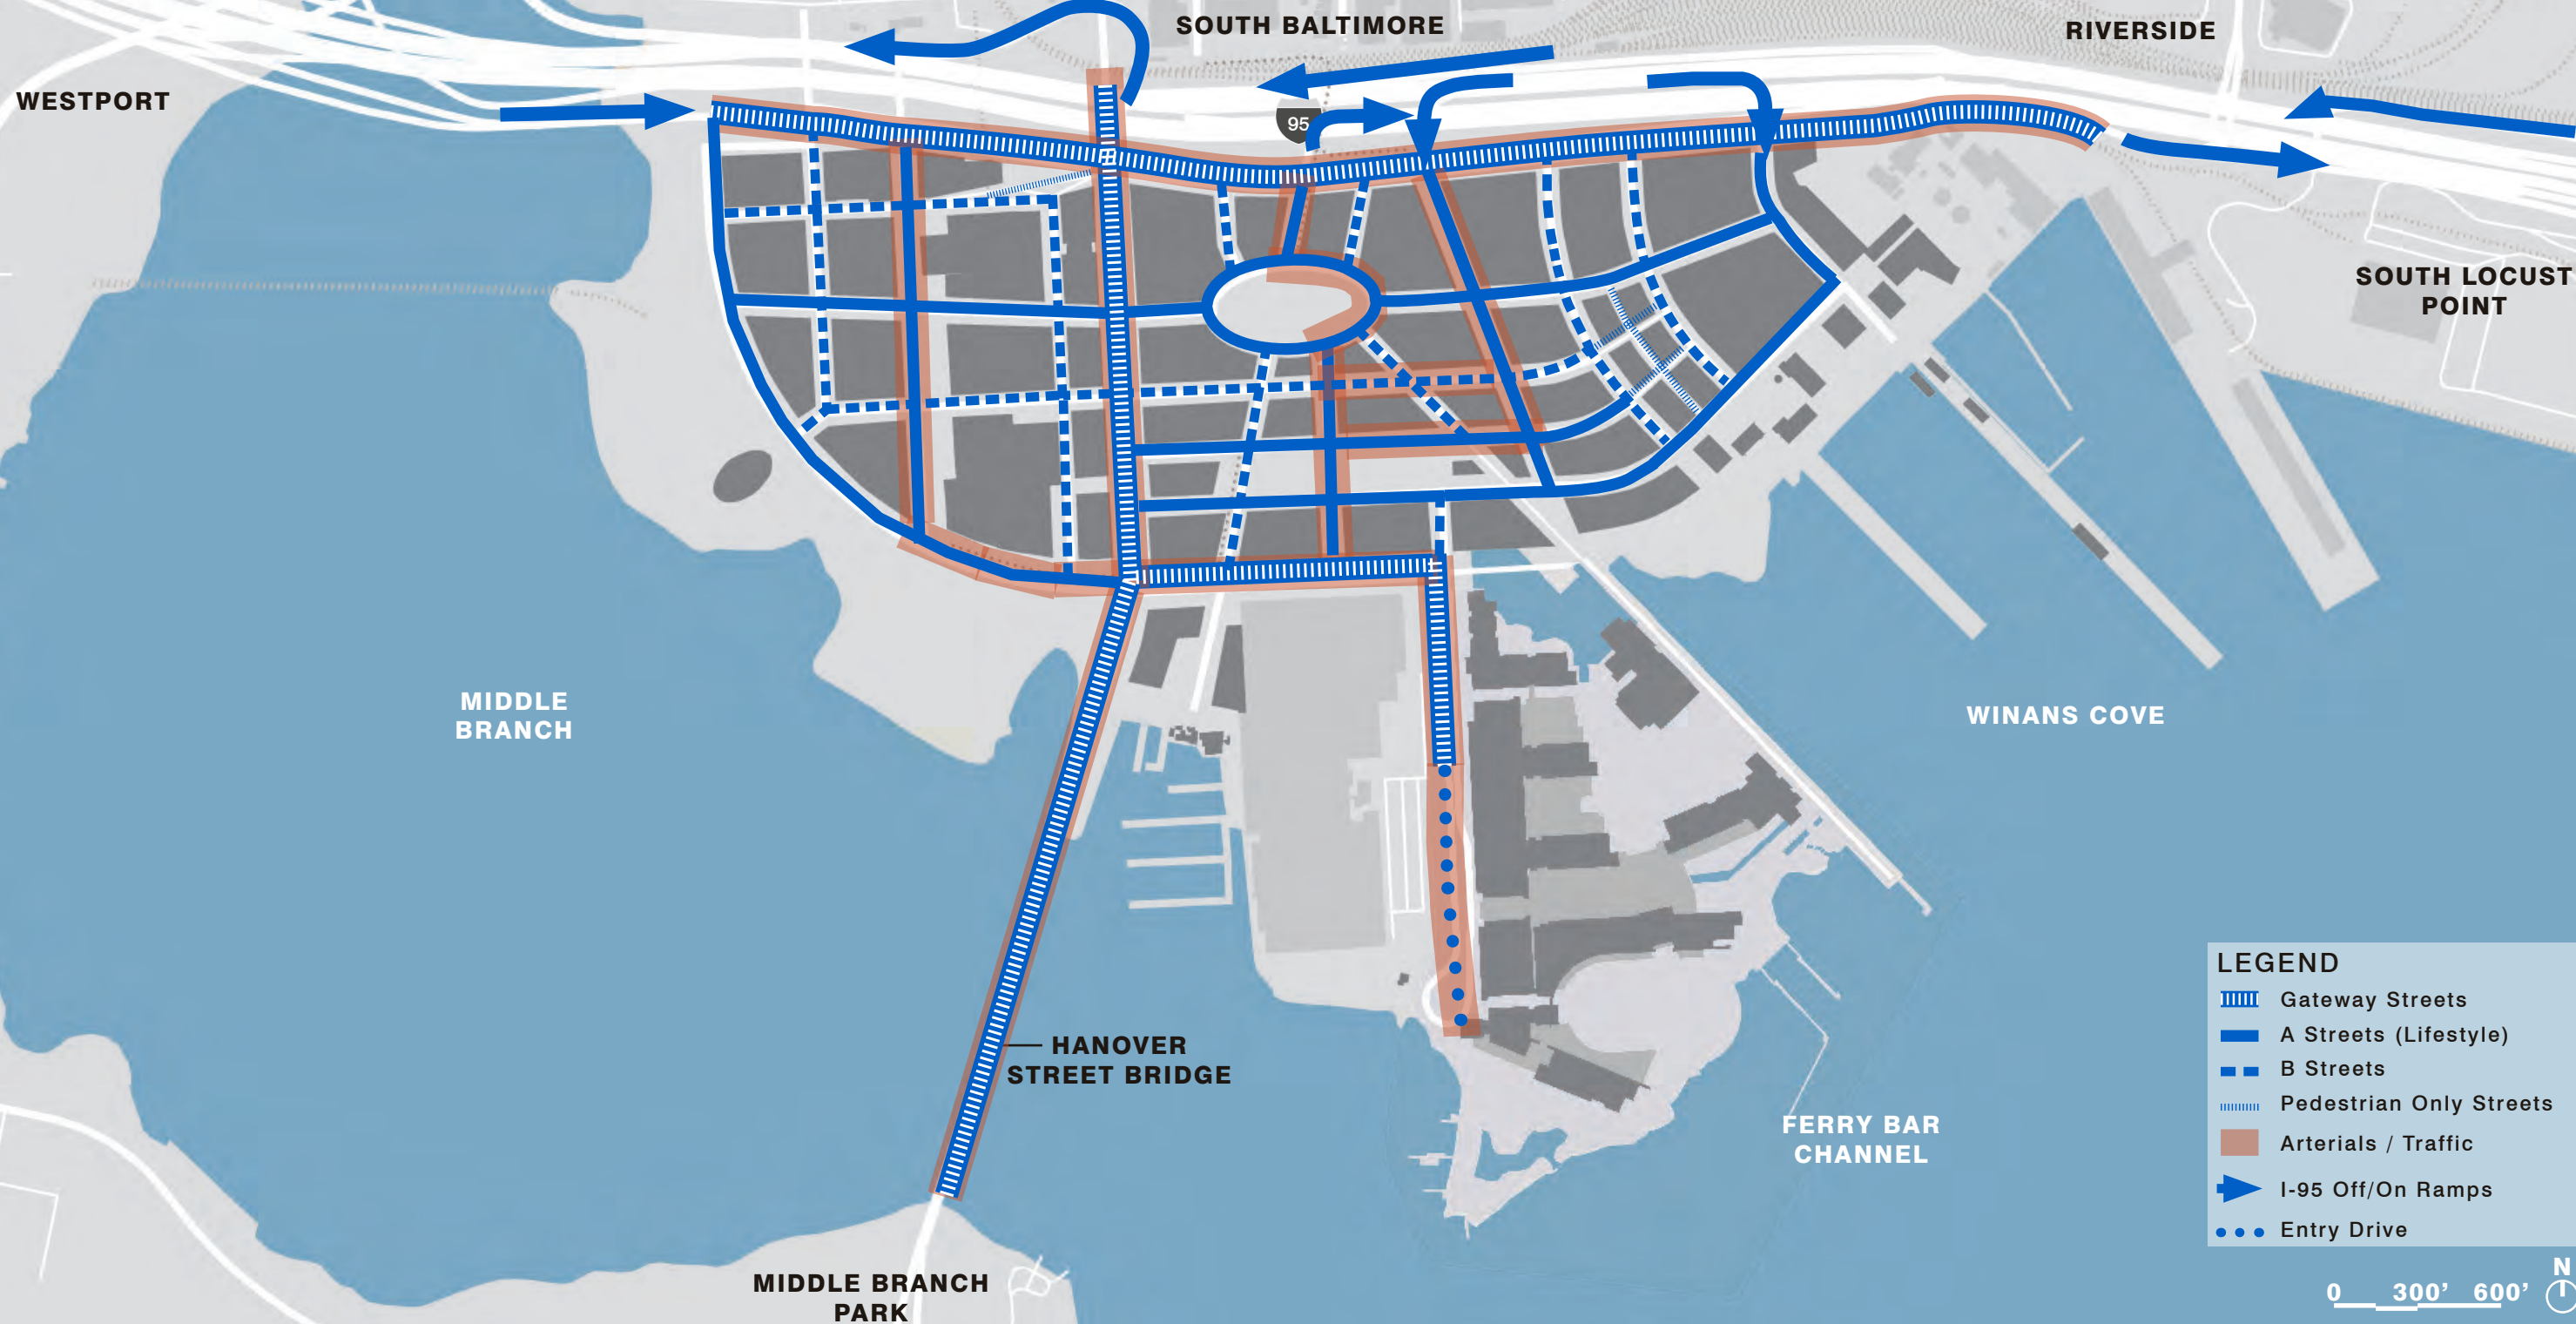 SOUTH BALTIMORE
RIVERSIDE
WESTPORT
95
SOUTH LOCUST
POINT
MIDDLE
BRANCH
WINANS COVE
HANOVER
STREET BRIDGE
FERRY BAR
CHANNEL
MIDDLE BRANCH
PARK
LEGEND
Gateway Streets
A Streets (Lifestyle)
B Streets
Pedestrian Only Streets
Arterials / Traffic
I-95 Off/On Ramps
Entry Drive
N
0 300’ 600’